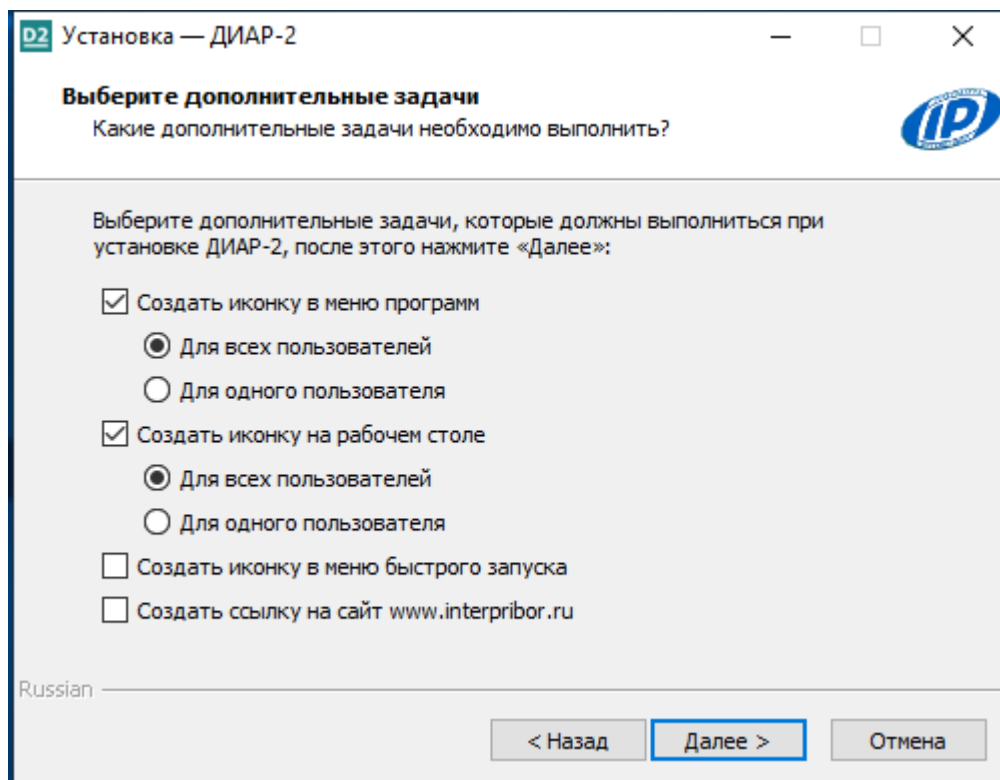 D2 Установка — ДИАР-2
Выберите дополнительные задачи
Какие дополнительные задачи необходимо выполнить?
iP
Выберите дополнительные задачи, которые должны выполниться при
установке ДИАР-2, после этого нажмите «Далее»:
Создать иконку в меню программ
Для всех пользователей
Для одного пользователя
Создать иконку на рабочем столе
Для всех пользователей
Для одного пользователя
Создать иконку в меню быстрого запуска
Создать ссылку на сайт www.interpribor.ru
Russian
< Назад Далее > Отмена